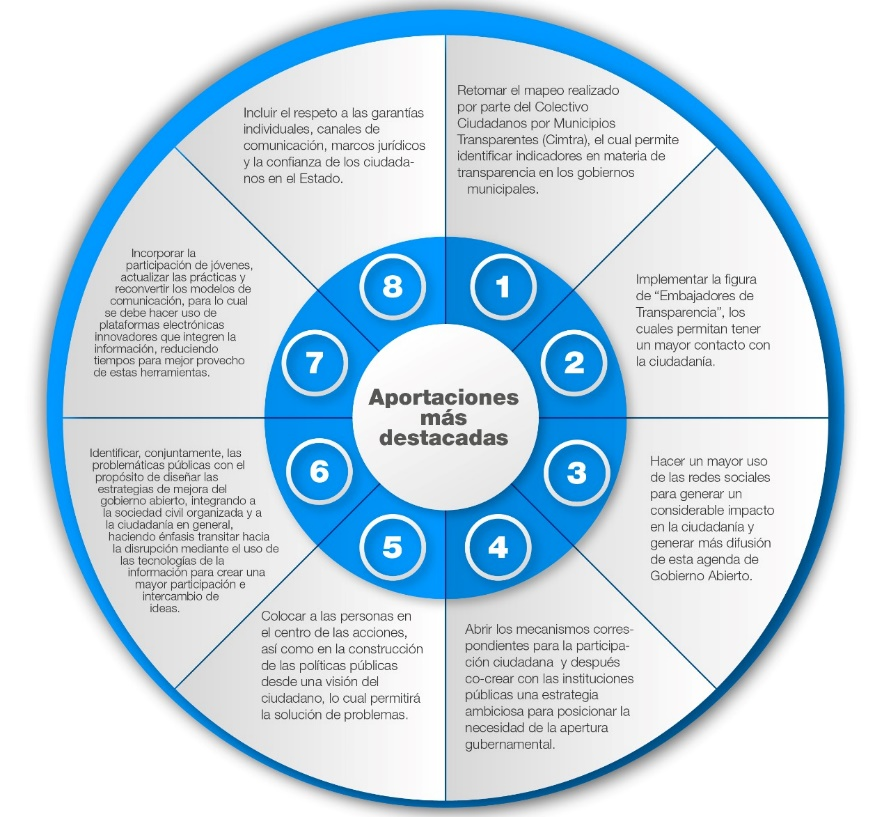 Aportaciones
más
destacadas
1
Retomar el mapeo realizado
por parte del Colectivo
Ciudadanos por Municipios
Transparentes (Cimtra), el cual permite
identificar indicadores en materia de
transparencia en los gobiernos
municipales.
2
Implementar la figura
de “Embajadores de
Transparencia”, los
cuales permitan tener
un mayor contacto con
la ciudadanía.
3
Hacer un mayor uso
de las redes sociales
para generar un
considerable impacto
en la ciudadanía y
generar más difusión
de esta agenda de
Gobierno Abierto.
4
Abrir los mecanismos corres-
pondientes para la participa-
ción ciudadana y después
co-crear con las instituciones
públicas una estrategia
ambiciosa para posicionar la
necesidad de la apertura
gubernamental.
5
Colocar a las personas en
el centro de las acciones,
así como en la construcción
de las políticas públicas
desde una visión del
ciudadano, lo cual permitirá
la solución de problemas.
6
Identificar, conjuntamente, las
problemáticas públicas con el
propósito de diseñar las
estrategias de mejora del
gobierno abierto, integrando a
la sociedad civil organizada y a
la ciudadanía en general,
haciendo énfasis transitar hacia
la disrupción mediante el uso de
las tecnologías de la
información para crear una
mayor participación e
intercambio de
ideas.
7
Incorporar la
participación de jóvenes,
actualizar las prácticas y
reconvertir los modelos de
comunicación, para lo cual
se debe hacer uso de
plataformas electrónicas
innovadores que integren la
información, reduciendo
tiempos para mejor provecho
de estas herramientas.
8
Incluir el respeto a las garantías
individuales, canales de
comunicación, marcos jurídicos
y la confianza de los ciudada-
nos en el Estado.